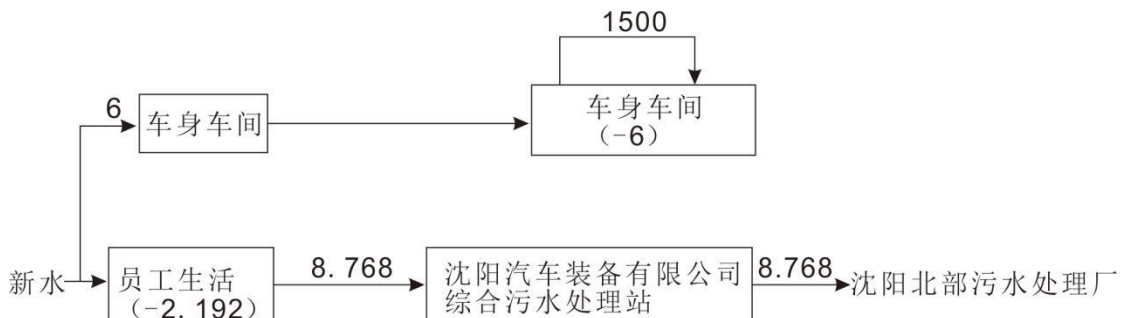 1500
6
车身车间
车身车间
(-6)
新水
员工生活
(-2.192)
8.768
沈阳汽车装备有限公司
综合污水处理站
8.768
沈阳北部污水处理厂